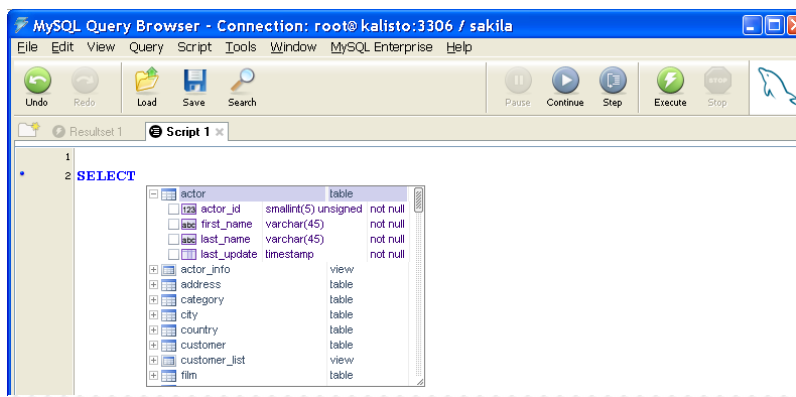 MySQL Query Browser - Connection: root@kalisto:3306 / sakila
File Edit View Query Script Tools Window MySQL Enterprise Help
Undo Redo Load Save Search Pause Continue Step Execute Stop
Resultset 1 Script 1
1
2 SELECT
actor table
actor_id smallint(5) unsigned not null
first_name varchar(45) not null
last_name varchar(45) not null
last_update timestamp not null
actor_info view
address table
category table
city table
country table
customer table
customer_list view
film table